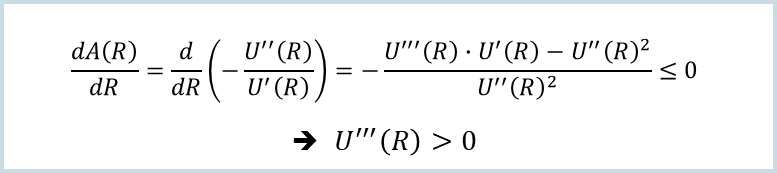 dA(R)/dR = d/dR (− U′′(R)/U′(R)) = − (U′′′(R) · U′(R) − U′′(R)²)/U′′(R)² ≤ 0
➔ U′′′(R) > 0